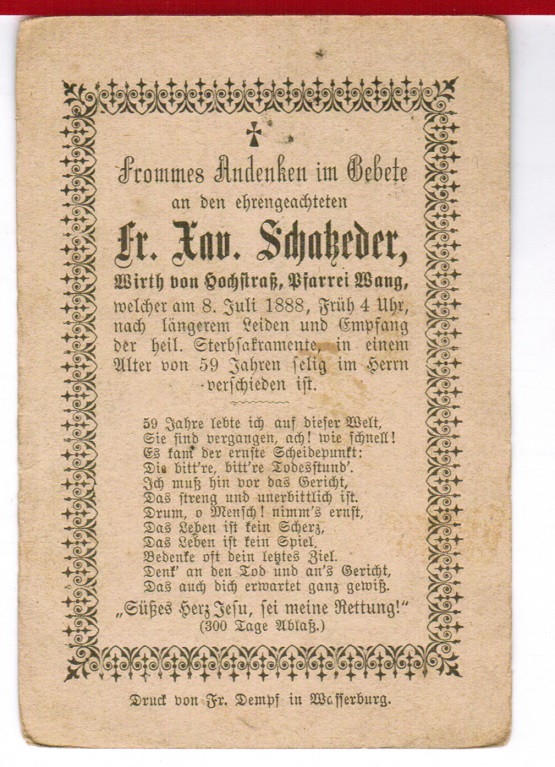 Frommes Andenken im Gebete
an den ehrengeachteten
Fr. Xav. Schatzeder,
Wirth von Hochstraß, Pfarrei Wang,
welcher am 8. Juli 1888, Früh 4 Uhr,
nach längerem Leiden und Empfang
der heil. Sterbsakramente, in einem
Alter von 59 Jahren selig im Herrn
verschieden ist.
59 Jahre lebte ich auf dieser Welt,
Sie sind vergangen, ach! wie schnell!
Es kam der ernste Scheidepunkt:
Die bitt're, bitt're Todesstund'.
Ich muß hin vor das Gericht,
Das streng und unerbittlich ist.
Drum, o Mensch! nimm's ernst,
Das Leben ist kein Scherz,
Das Leben ist kein Spiel,
Bedenke oft dein letztes Ziel.
Denk' an den Tod und an's Gericht,
Das auch dich erwartet ganz gewiß.
„Süßes Herz Jesu, sei meine Rettung!"
(300 Tage Ablaß.)
Druck von Fr. Dempf in Wasserburg.